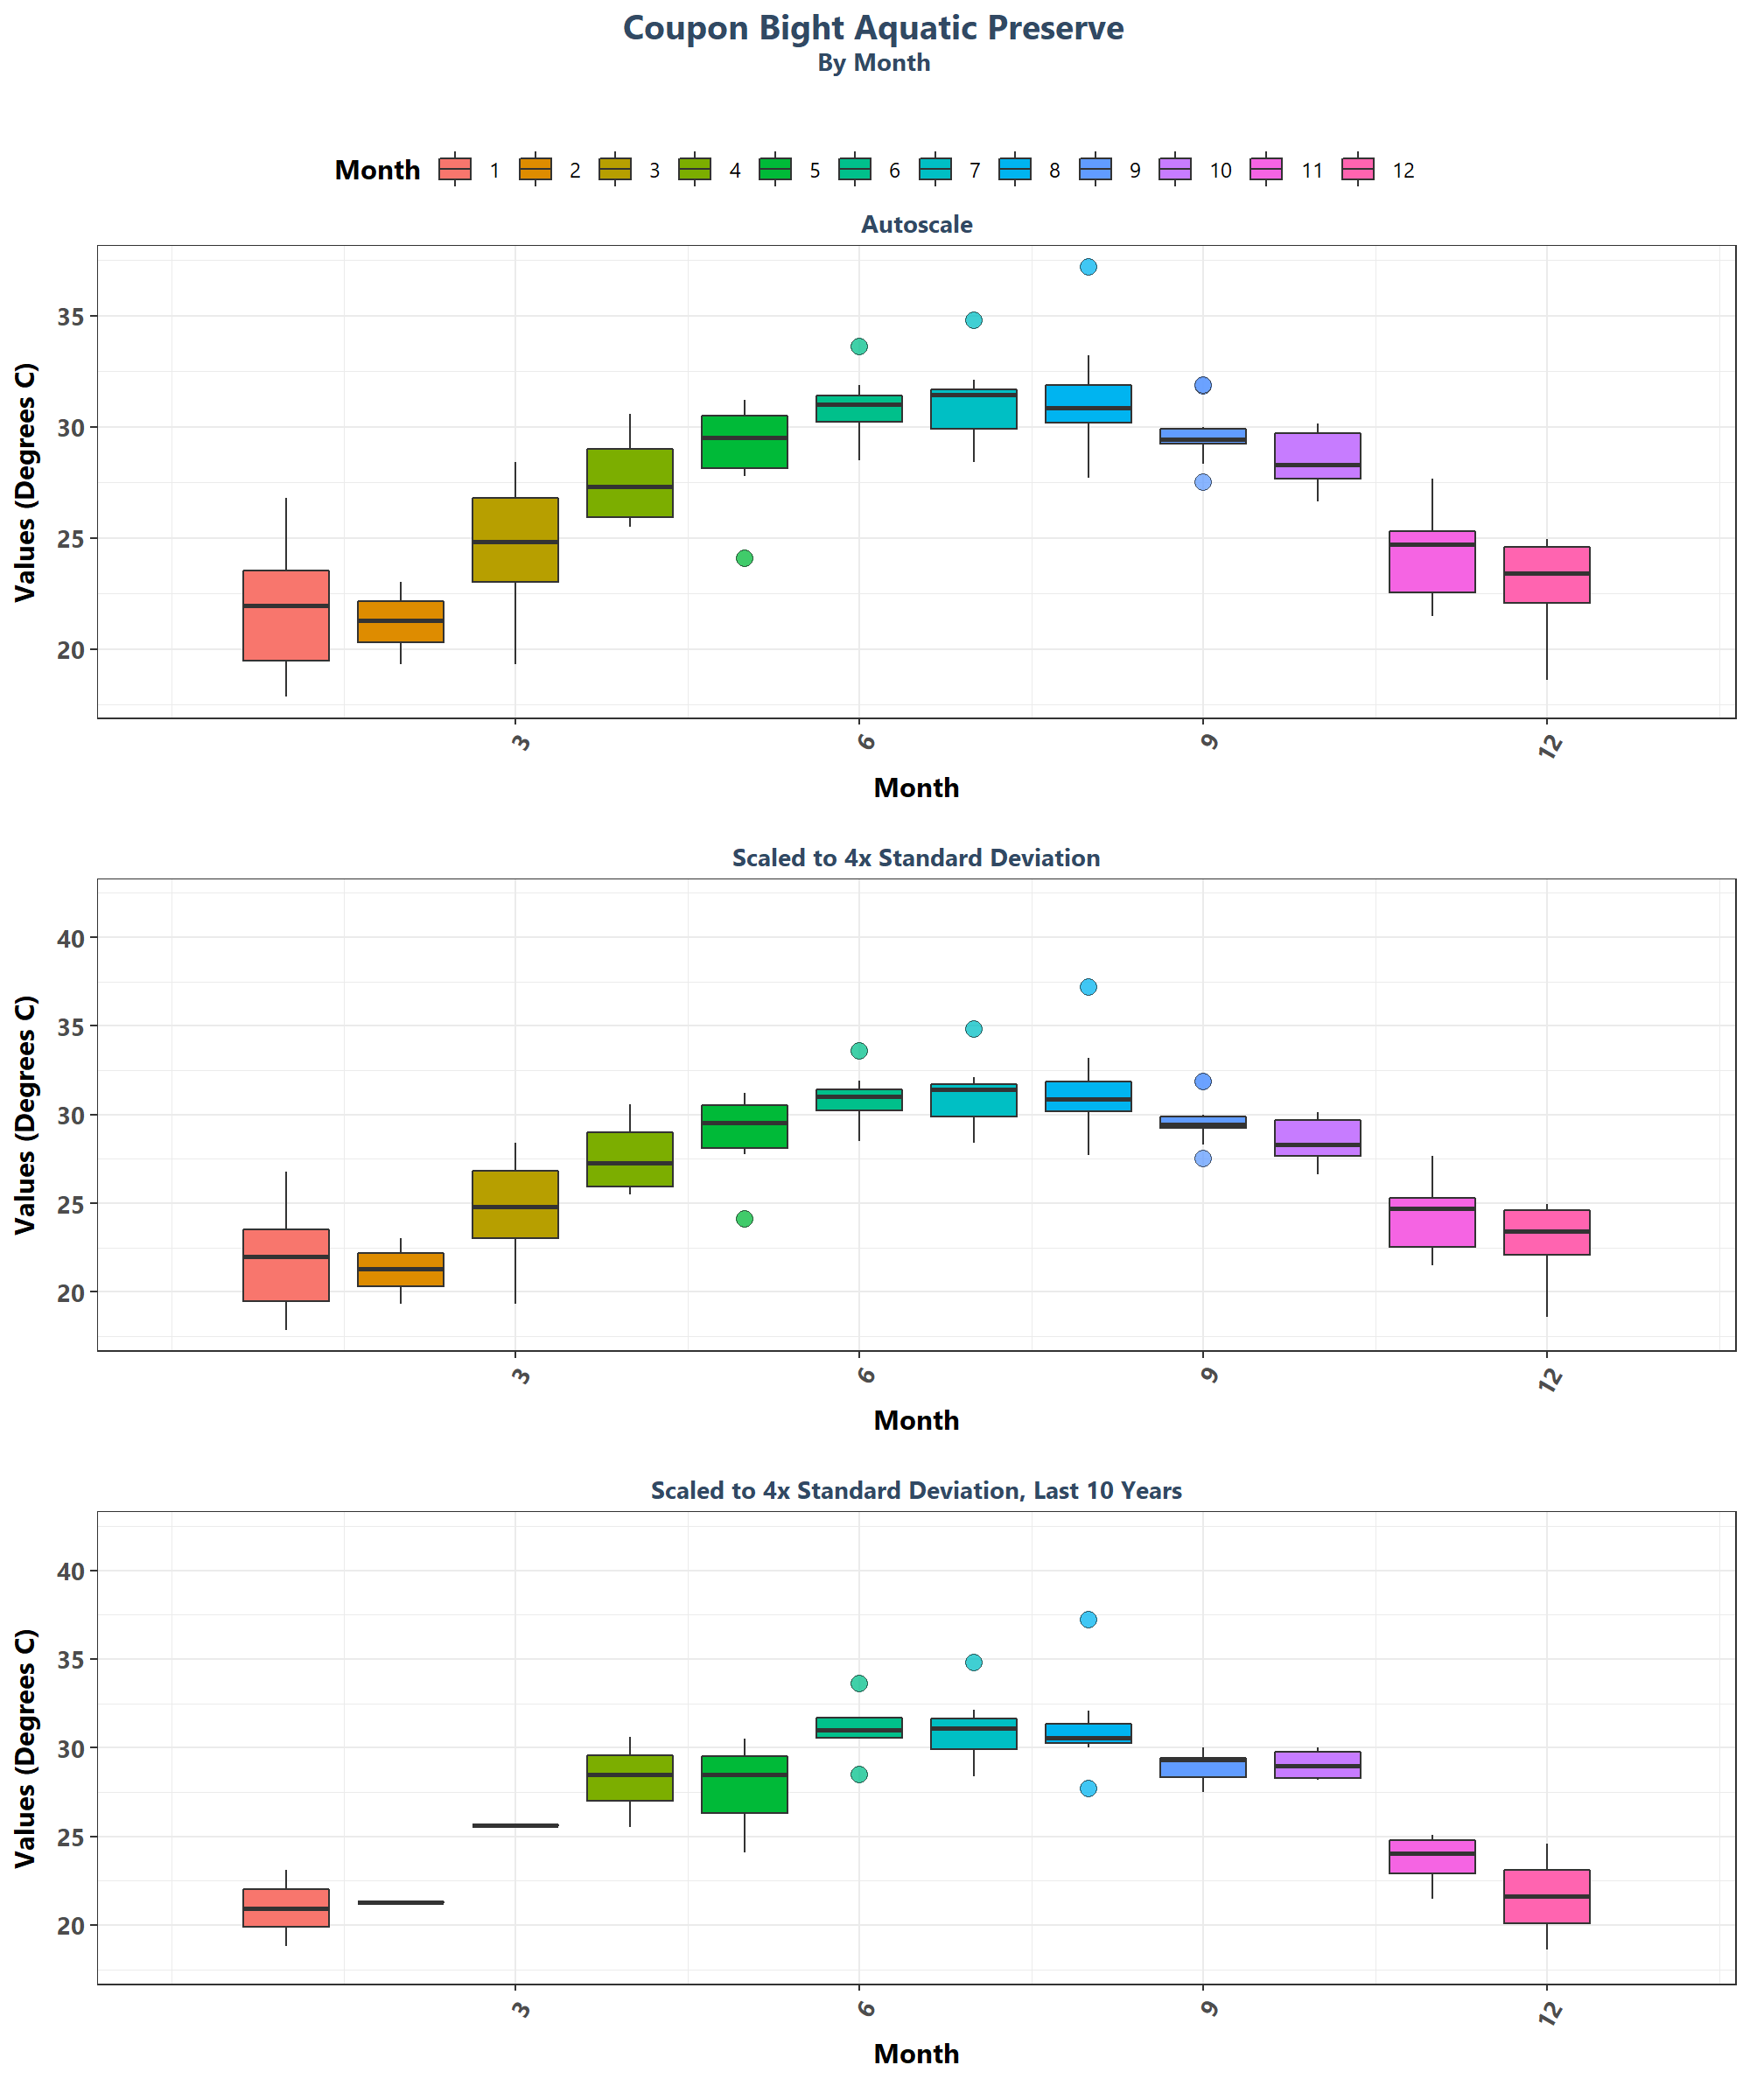 Coupon Bight Aquatic Preserve
By Month
Month 1 2 3 4 5 6 7 8 9 10 11 12
Autoscale
Values (Degrees C)
35
30
25
20
3 6 9 12
Month
Scaled to 4x Standard Deviation
Values (Degrees C)
40
35
30
25
20
3 6 9 12
Month
Scaled to 4x Standard Deviation, Last 10 Years
Values (Degrees C)
40
35
30
25
20
3 6 9 12
Month